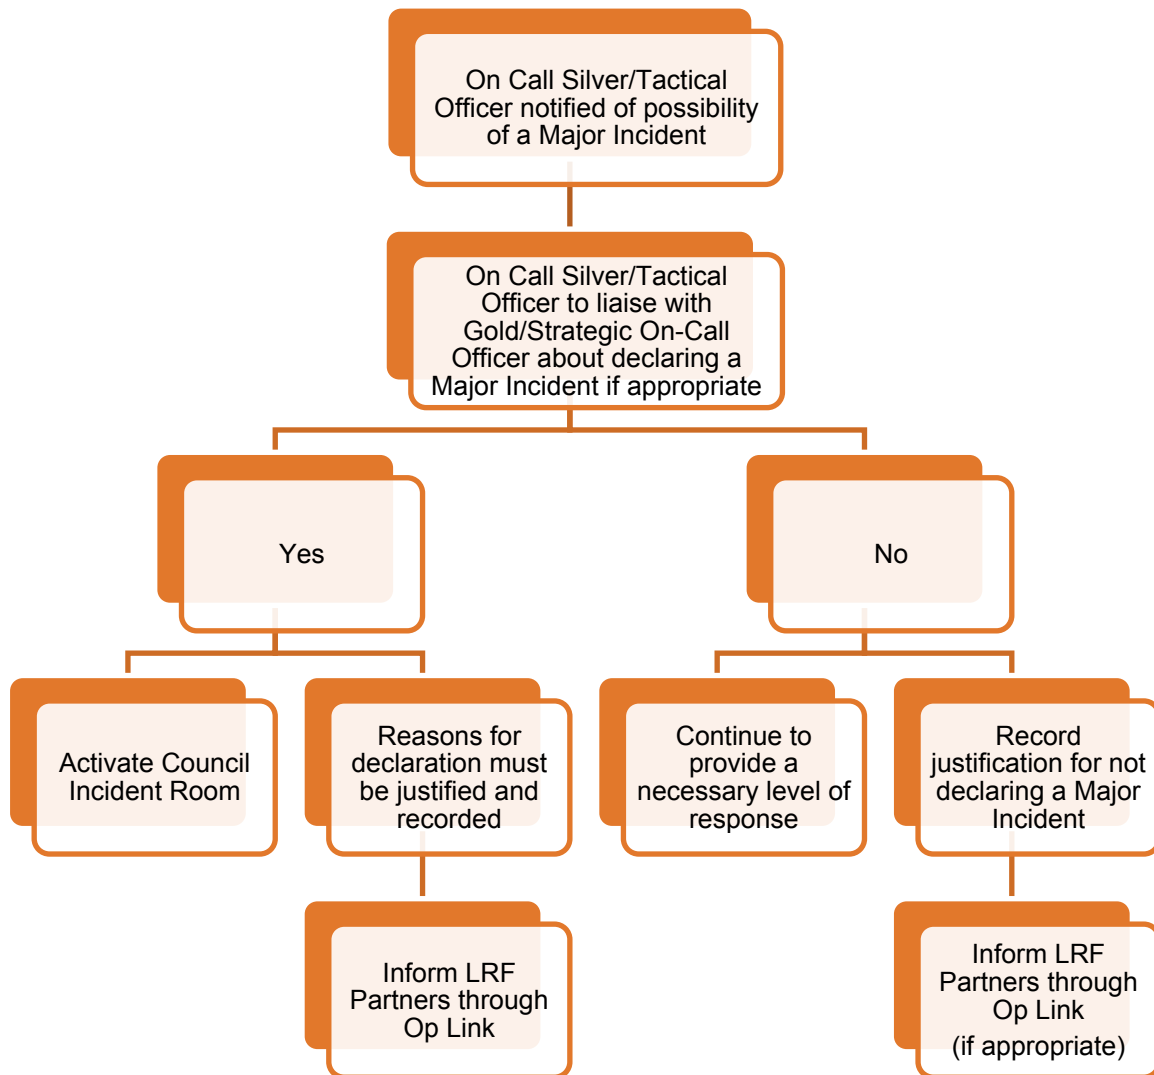 On Call Silver/Tactical
Officer notified of possibility
of a Major Incident
On Call Silver/Tactical
Officer to liaise with
Gold/Strategic On-Call
Officer about declaring a
Major Incident if appropriate
Yes
No
Activate Council
Incident Room
Reasons for
declaration must
be justified and
recorded
Continue to
provide a
necessary level of
response
Record
justification for not
declaring a Major
Incident
Inform LRF
Partners through
Op Link
Inform LRF
Partners through
Op Link
(if appropriate)